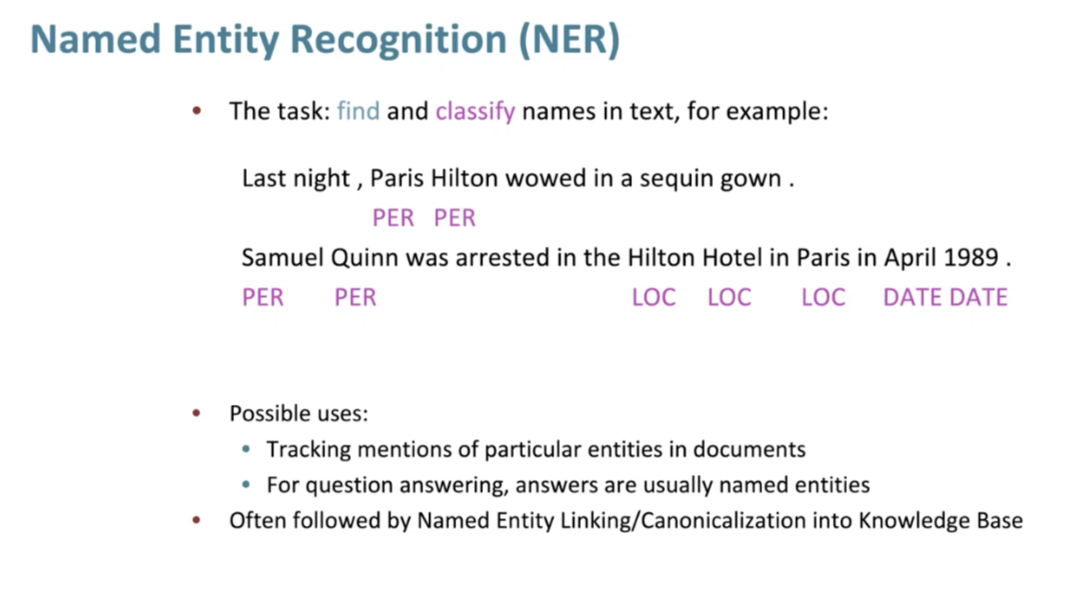 Named Entity Recognition (NER)
• The task: find and classify names in text, for example:
Last night , Paris Hilton wowed in a sequin gown .
PER PER
Samuel Quinn was arrested in the Hilton Hotel in Paris in April 1989 .
PER PER LOC LOC LOC DATE DATE
• Possible uses:
• Tracking mentions of particular entities in documents
• For question answering, answers are usually named entities
• Often followed by Named Entity Linking/Canonicalization into Knowledge Base